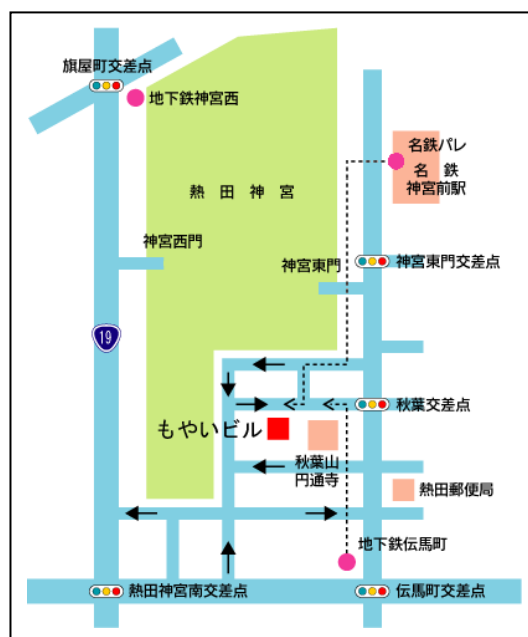 旗屋町交差点
地下鉄神宮西
名鉄パレ
名 鉄
神宮前駅
熱 田 神 宮
神宮西門
神宮東門
神宮東門交差点
19
秋葉交差点
もやいビル
秋葉山
円通寺
熱田郵便局
地下鉄伝馬町
熱田神宮南交差点
伝馬町交差点